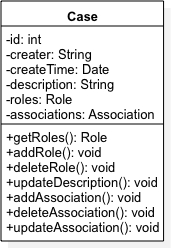 Case
-id: int
-creater: String
-createTime: Date
-description: String
-roles: Role
-associations: Association
+getRoles(): Role
+addRole(): void
+deleteRole(): void
+updateDescription(): void
+addAssociation(): void
+deleteAssociation(): void
+updateAssociation(): void